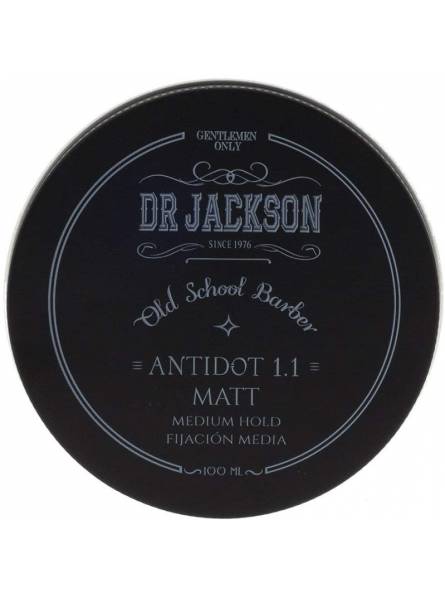 GENTLEMEN
ONLY
DR JACKSON
SINCE 1976
Old School Barber
ANTIDOT 1.1
MATT
MEDIUM HOLD
FIJACIÓN MEDIA
100 ML